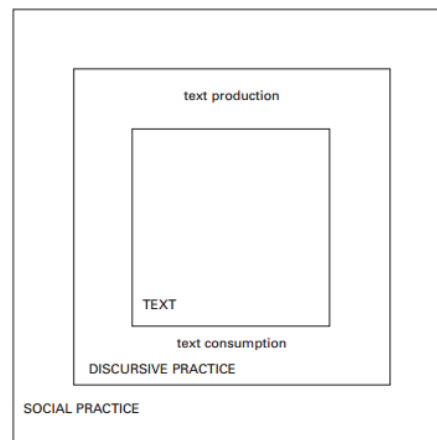 text production
TEXT
text consumption
DISCURSIVE PRACTICE
SOCIAL PRACTICE